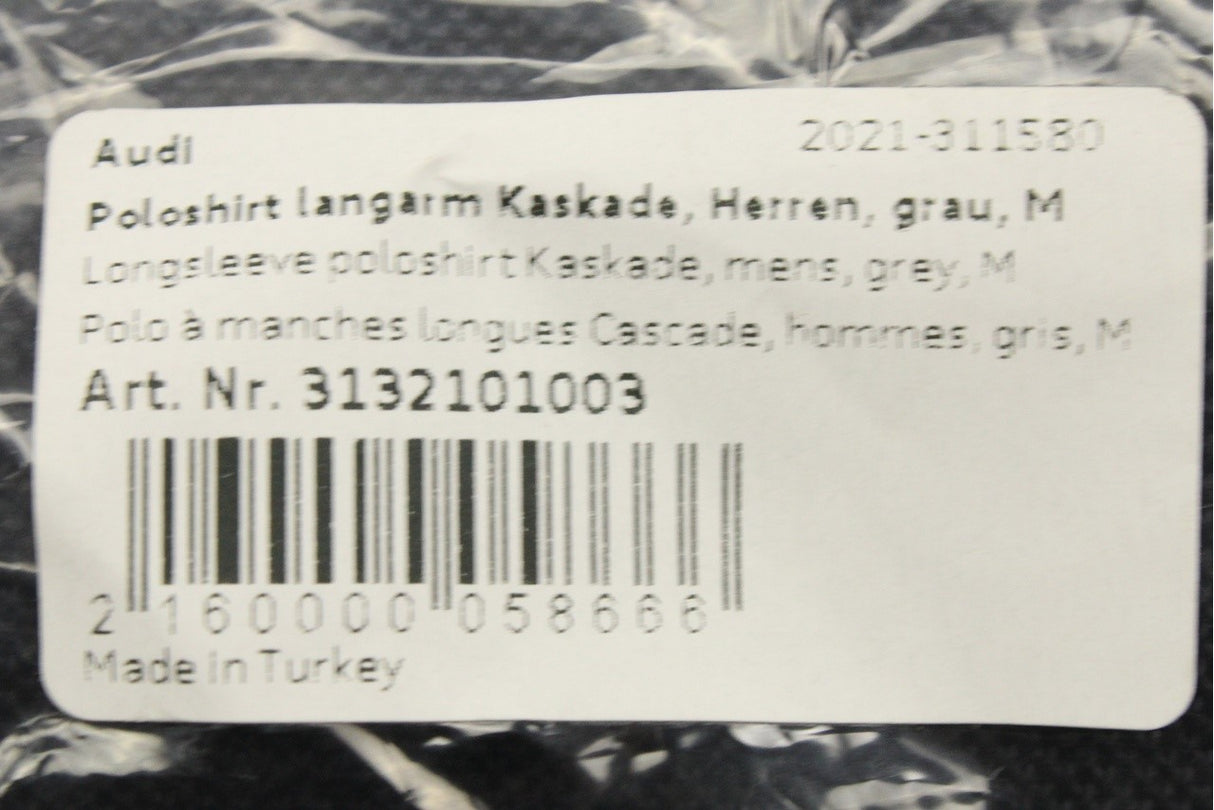 Audi 2021-311580
Poloshirt langarm Kaskade, Herren, grau, M
Longsleeve poloshirt Kaskade, mens, grey, M
Polo à manches longues Cascade, hommes, gris, M
Art. Nr. 3132101003
2 160000 058666
Made in Turkey